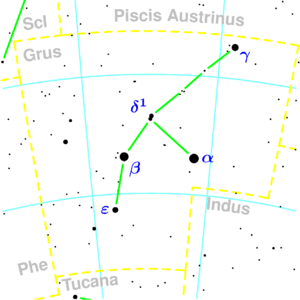 Piscis Austrinus
Scl
Grus
γ
δ¹
β
α
ε
Indus
Phe
Tucana